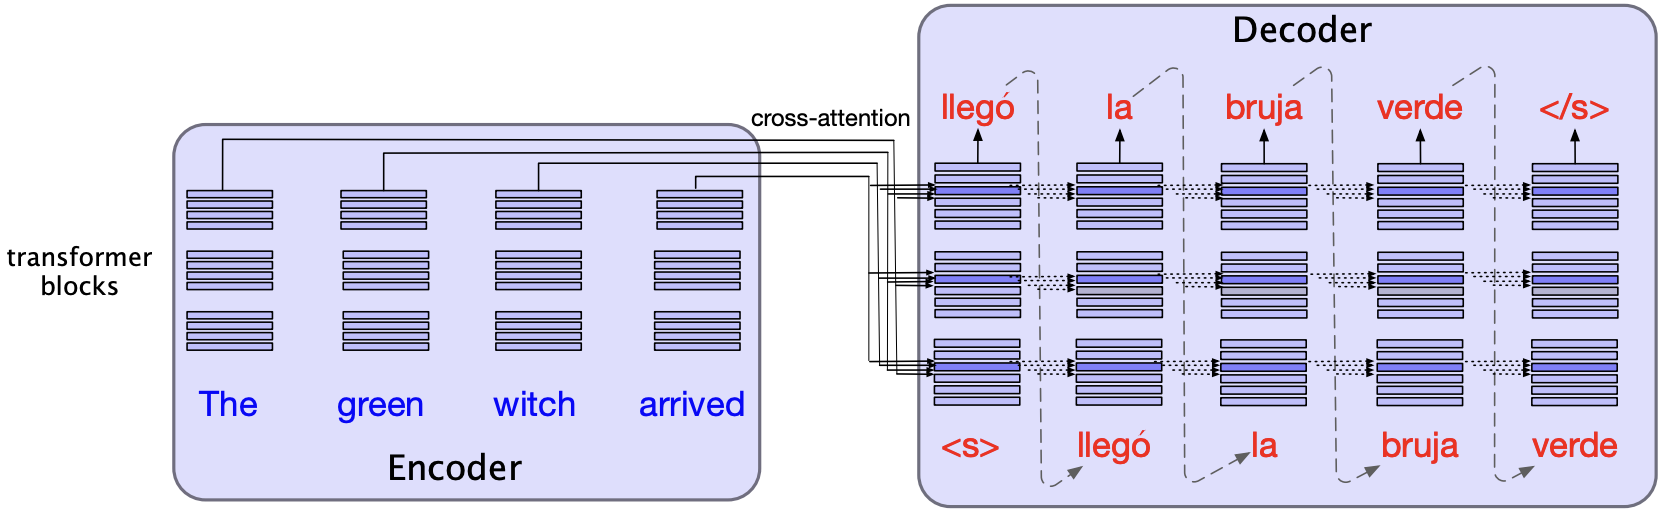 Decoder
llegó la bruja verde </s>
cross-attention
transformer
blocks
The green witch arrived
Encoder
<s> llegó la bruja verde